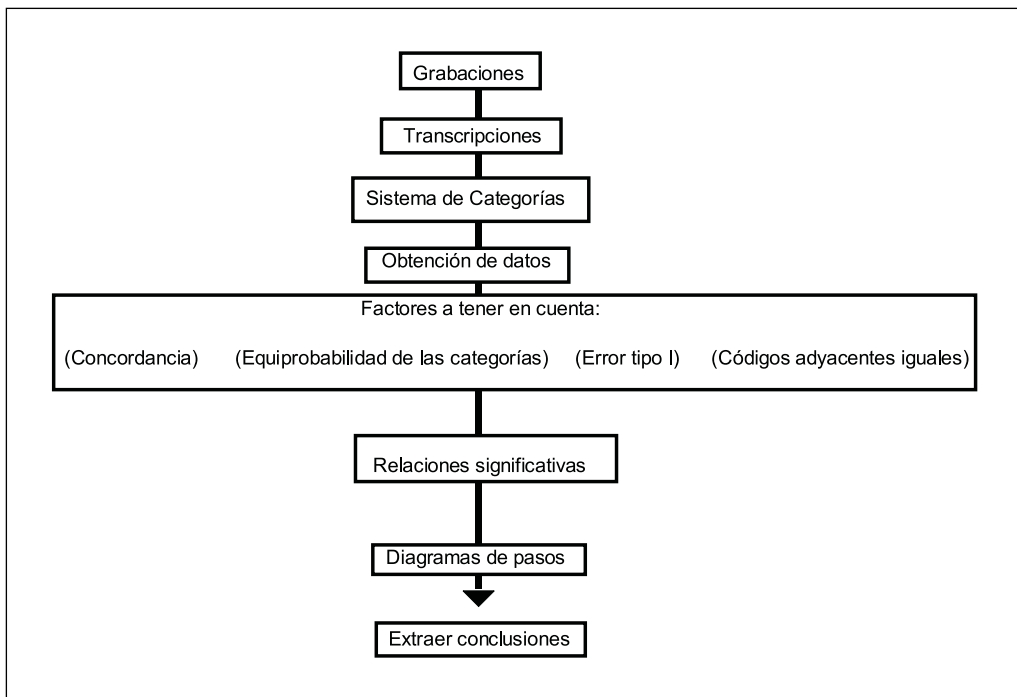 Grabaciones
Transcripciones
Sistema de Categorías
Obtención de datos
Factores a tener en cuenta:
(Concordancia) (Equiprobabilidad de las categorías) (Error tipo I) (Códigos adyacentes iguales)
Relaciones significativas
Diagramas de pasos
Extraer conclusiones